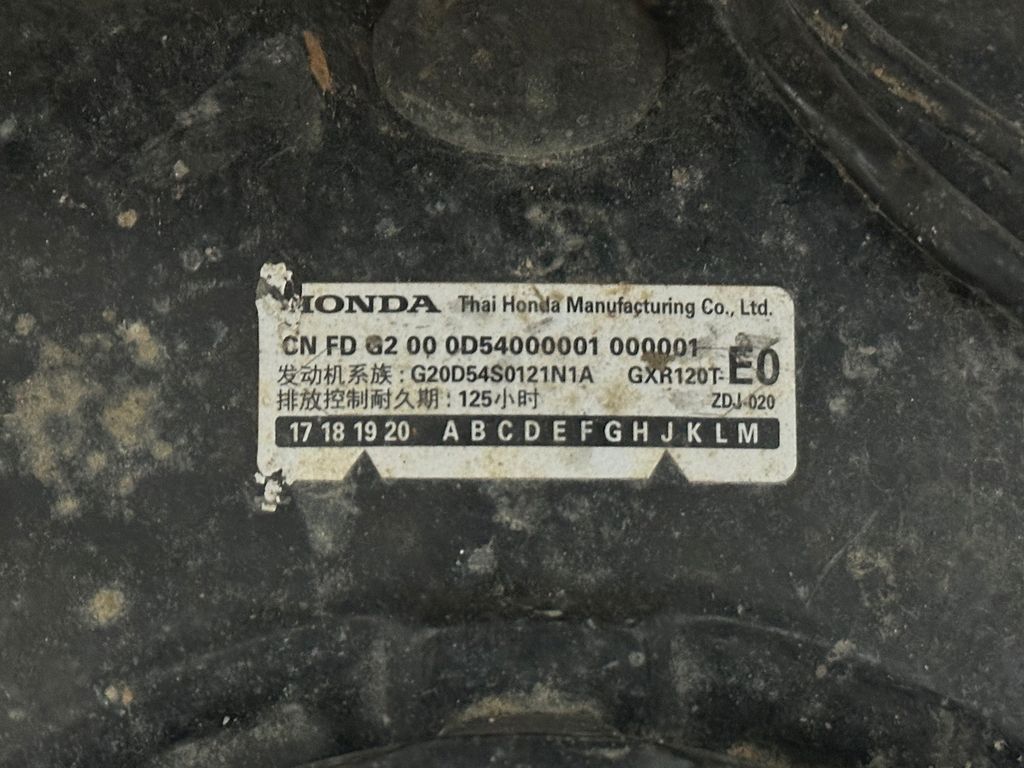 HONDA Thai Honda Manufacturing Co., Ltd.
CN FD G2 00 0D54000001 000001
发动机系族 : G20D54S0121N1A GXR120T- E0
排放控制耐久期 : 125小时 ZDJ-020
17 18 19 20 A B C D E F G H J K L M